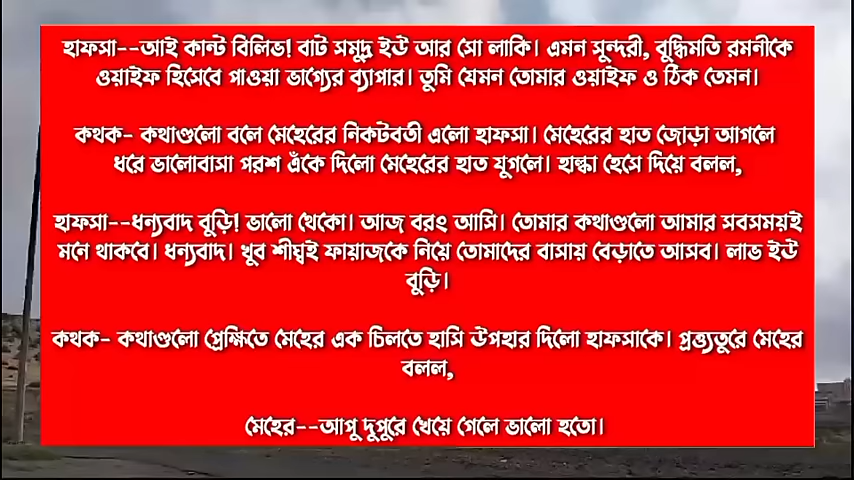 হাফসা--আই কান্ট বিলিভ! বাট সমুদ্র ইউ আর সো লাকি। এমন সুন্দরী, বুদ্ধিমতি রমনীকে
ওয়াইফ হিসেবে পাওয়া ভাগ্যের ব্যাপার। তুমি যেমন তোমার ওয়াইফ ও ঠিক তেমন।
কথক- কথাগুলো বলে মেহেরের নিকটবর্তী এলো হাফসা। মেহেরের হাত জোড়া আগলে
ধরে ভালোবাসা পরশ এঁকে দিলো মেহেরের হাত যুগলে। হাল্কা হেসে দিয়ে বলল,
হাফসা--ধন্যবাদ বুড়ি! ভালো থেকো। আজ বরং আসি। তোমার কথাগুলো আমার সবসময়ই
মনে থাকবে। ধন্যবাদ। খুব শীঘ্রই ফায়াজকে নিয়ে তোমাদের বাসায় বেড়াতে আসব। লাভ ইউ
বুড়ি।
কথক- কথাগুলো প্রেক্ষিতে মেহের এক চিলতে হাসি উপহার দিলো হাফসাকে। প্রত্ত্যতুরে মেহের
বলল,
মেহের--আপু দুপুরে খেয়ে গেলে ভালো হতো।